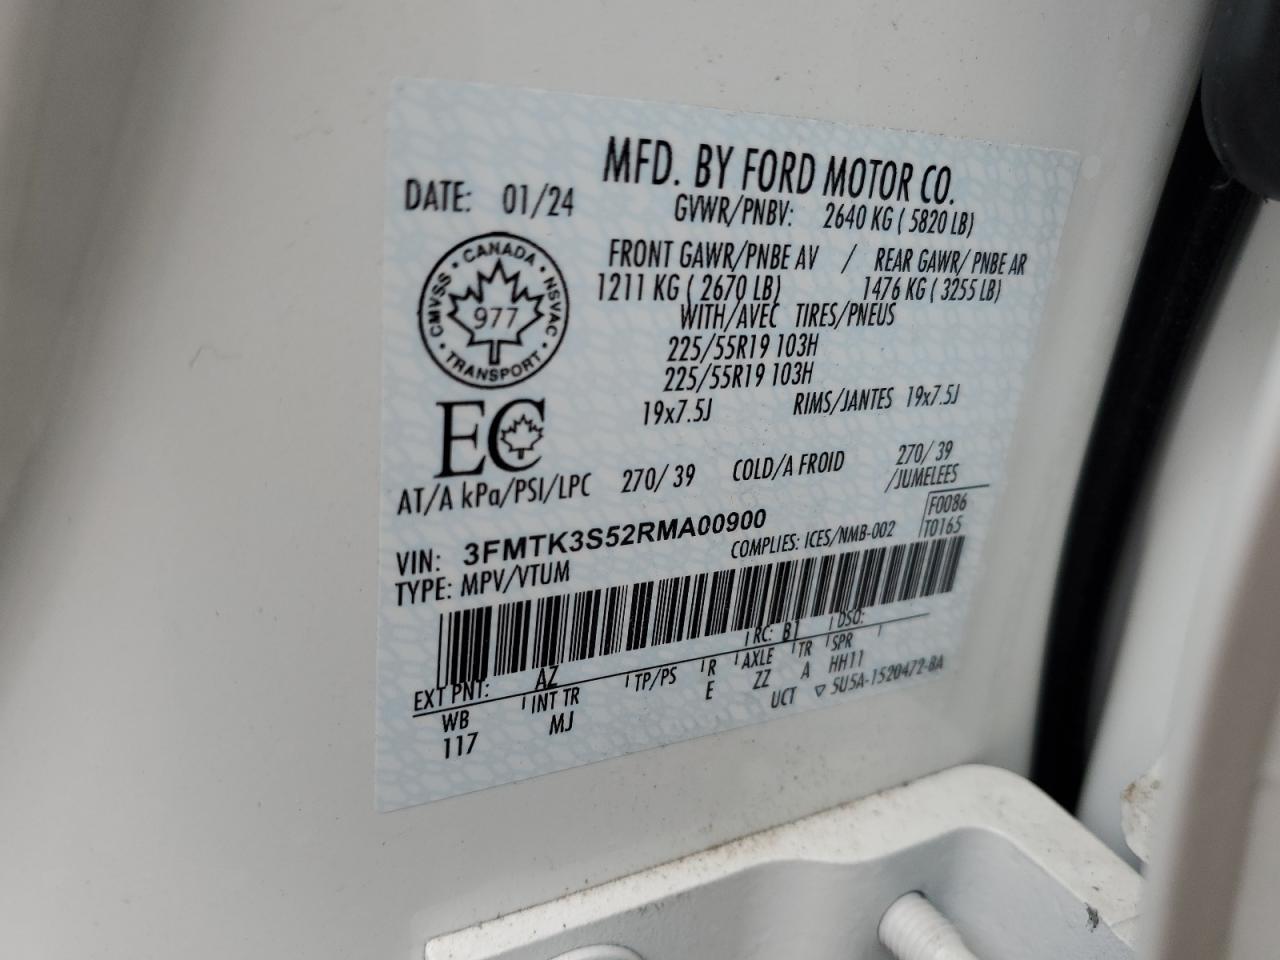 MFD. BY FORD MOTOR CO.
DATE: 01/24
GVWR/PNBV: 2640 KG ( 5820 LB)
FRONT GAWR/PNBE AV / REAR GAWR/ PNBE AR
1211 KG ( 2670 LB) 1476 KG ( 3255 LB)
WITH/AVEC TIRES/PNEUS
225/55R19 103H
225/55R19 103H
19x7.5J RIMS/JANTES 19x7.5J
CMVSS · CANADA · NSVAC · TRANSPORT ·
977
EC
AT/A kPa/PSI/LPC 270/ 39 COLD/A FROID 270/ 39
/JUMELEES
VIN: 3FMTK3S52RMA00900
F0086
T0165
TYPE: MPV/VTUM COMPLIES: ICES/NMB-002
EXT PNT: AZ RC: B1 DSO:
WB INT TR TP/PS R AXLE TR SPR
117 MJ E ZZ A HH11
UCT ▽ 5U5A-1520472-BA